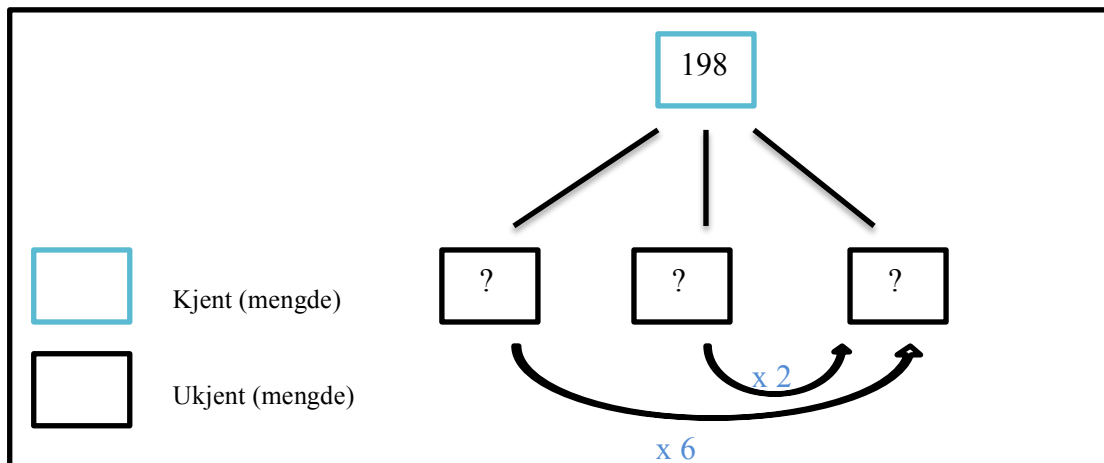 198
? ? ?
Kjent (mengde)
x 2
Ukjent (mengde)
x 6